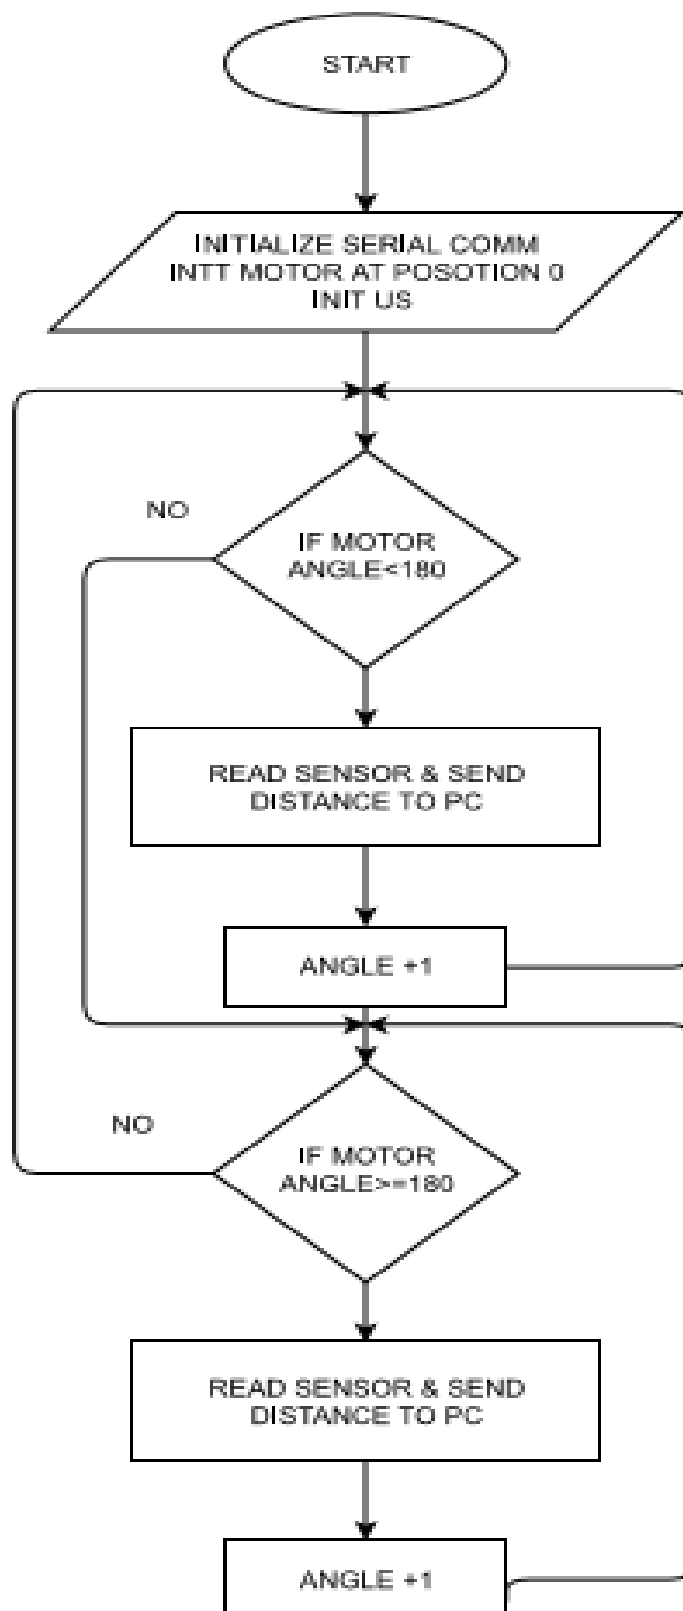 START
INITIALIZE SERIAL COMM
INTT MOTOR AT POSOTION 0
INIT US
NO
IF MOTOR
ANGLE<180
READ SENSOR & SEND
DISTANCE TO PC
ANGLE +1
NO
IF MOTOR
ANGLE>=180
READ SENSOR & SEND
DISTANCE TO PC
ANGLE +1